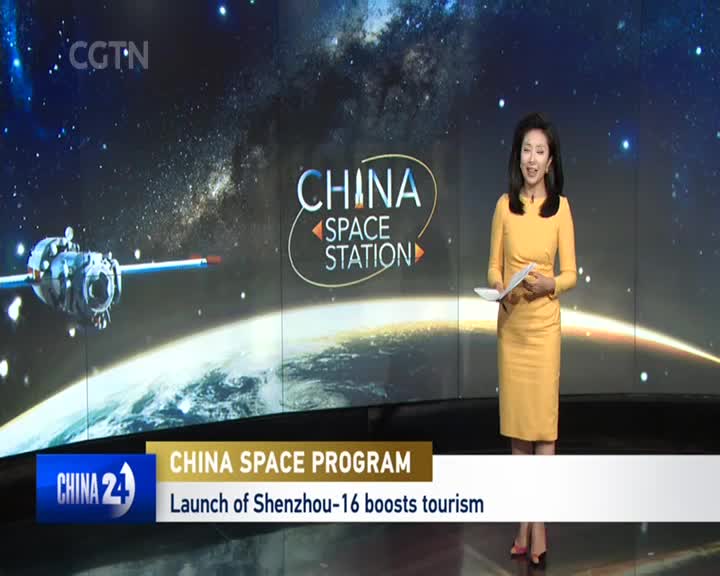 CGTN
CHINA
SPACE
STATION
CHINA SPACE PROGRAM
CHINA 24
Launch of Shenzhou-16 boosts tourism